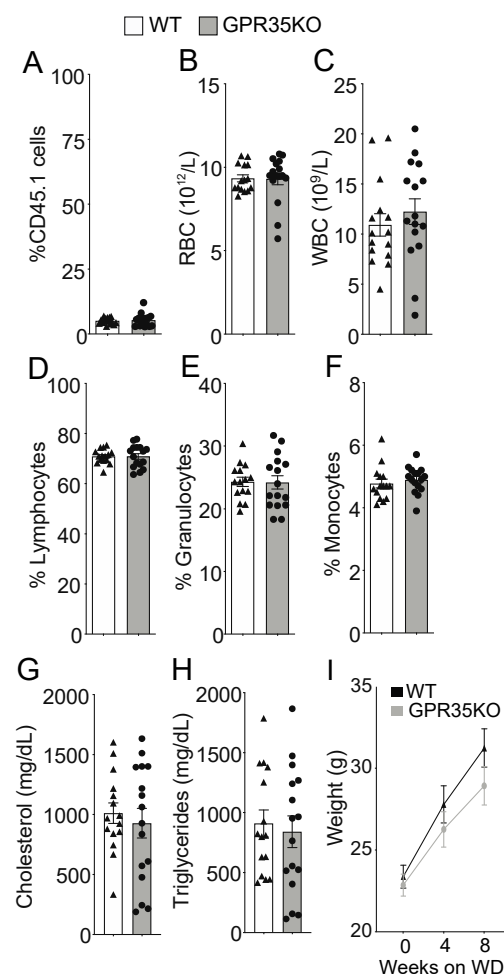 WT GPR35KO
A
%CD45.1 cells
100
75
50
25
0
B
RBC (10¹²/L)
15
10
5
0
C
WBC (10⁹/L)
25
20
15
10
5
0
D
% Lymphocytes
100
80
60
40
20
0
E
% Granulocytes
40
30
20
10
0
F
% Monocytes
8
6
4
2
0
G
Cholesterol (mg/dL)
2000
1500
1000
500
0
H
Triglycerides (mg/dL)
2000
1500
1000
500
0
I
WT
GPR35KO
Weight (g)
35
31
26
22
0 4 8
Weeks on WD